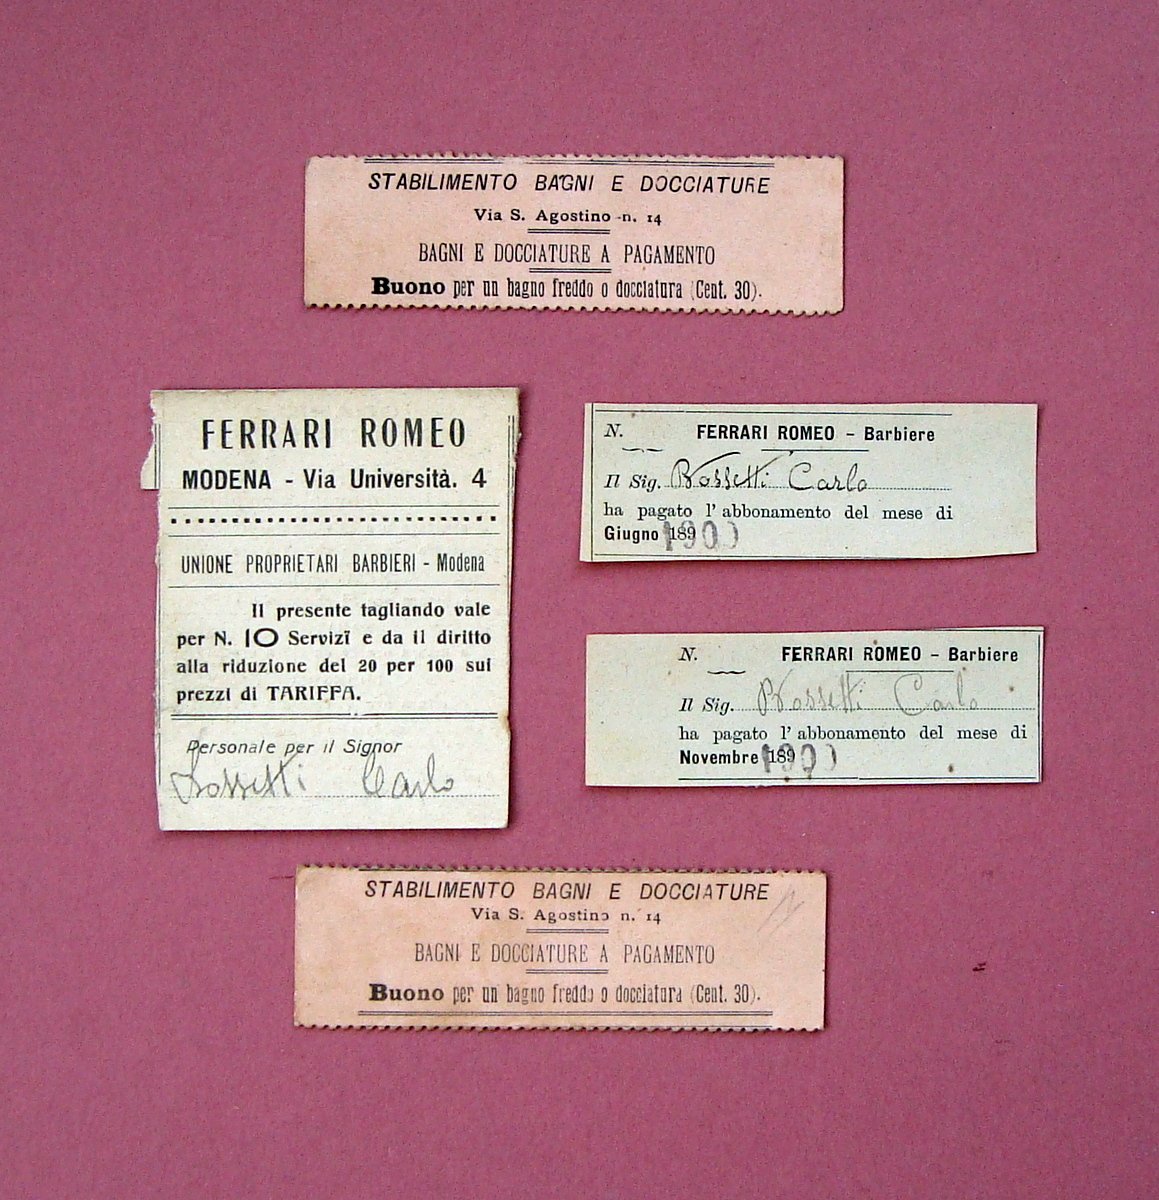 STABILIMENTO BAGNI E DOCCIATURE
Via S. Agostino n. 14
BAGNI E DOCCIATURE A PAGAMENTO
Buono per un bagno freddo o docciatura (Cent. 30).
FERRARI ROMEO
MODENA - Via Università. 4
UNIONE PROPRIETARI BARBIERI - Modena
Il presente tagliando vale
per N. 10 Servizi e da il diritto
alla riduzione del 20 per 100 sui
prezzi di TARIFFA.
Personale per il Signor
Rossetti Carlo
N. FERRARI ROMEO - Barbiere
Il Sig. Rossetti Carlo
ha pagato l' abbonamento del mese di
Giugno 189 1900
N. FERRARI ROMEO - Barbiere
Il Sig. Rossetti Carlo
ha pagato l' abbonamento del mese di
Novembre 189 1900
STABILIMENTO BAGNI E DOCCIATURE
Via S. Agostino n. 14
BAGNI E DOCCIATURE A PAGAMENTO
Buono per un bagno freddo o docciatura (Cent. 30).